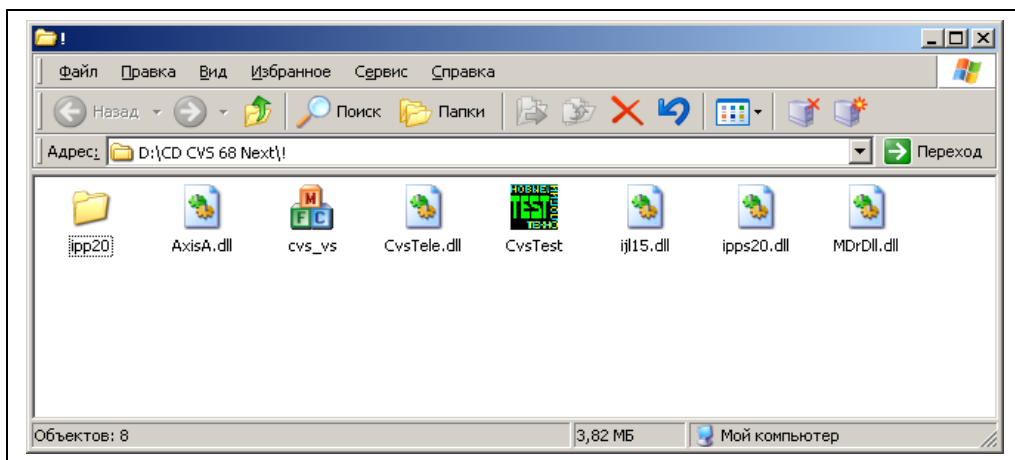 !
Файл Правка Вид Избранное Сервис Справка
Назад Поиск Папки
Адрес: D:\CD CVS 68 Next\! Переход
ipp20 AxisA.dll cvs_vs CvsTele.dll CvsTest ijl15.dll ipps20.dll MDrDll.dll
Объектов: 8 3,82 МБ Мой компьютер